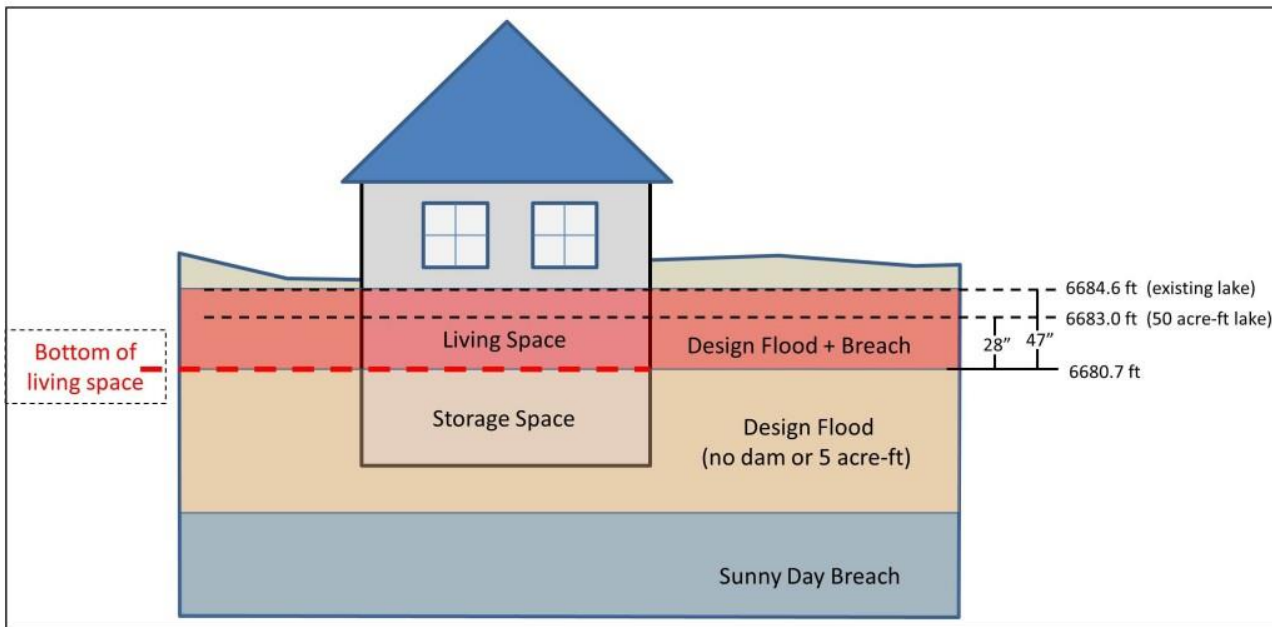 6684.6 ft (existing lake)
6683.0 ft (50 acre-ft lake)
28”
47”
6680.7 ft
Bottom of
living space
Living Space
Design Flood + Breach
Storage Space
Design Flood
(no dam or 5 acre-ft)
Sunny Day Breach